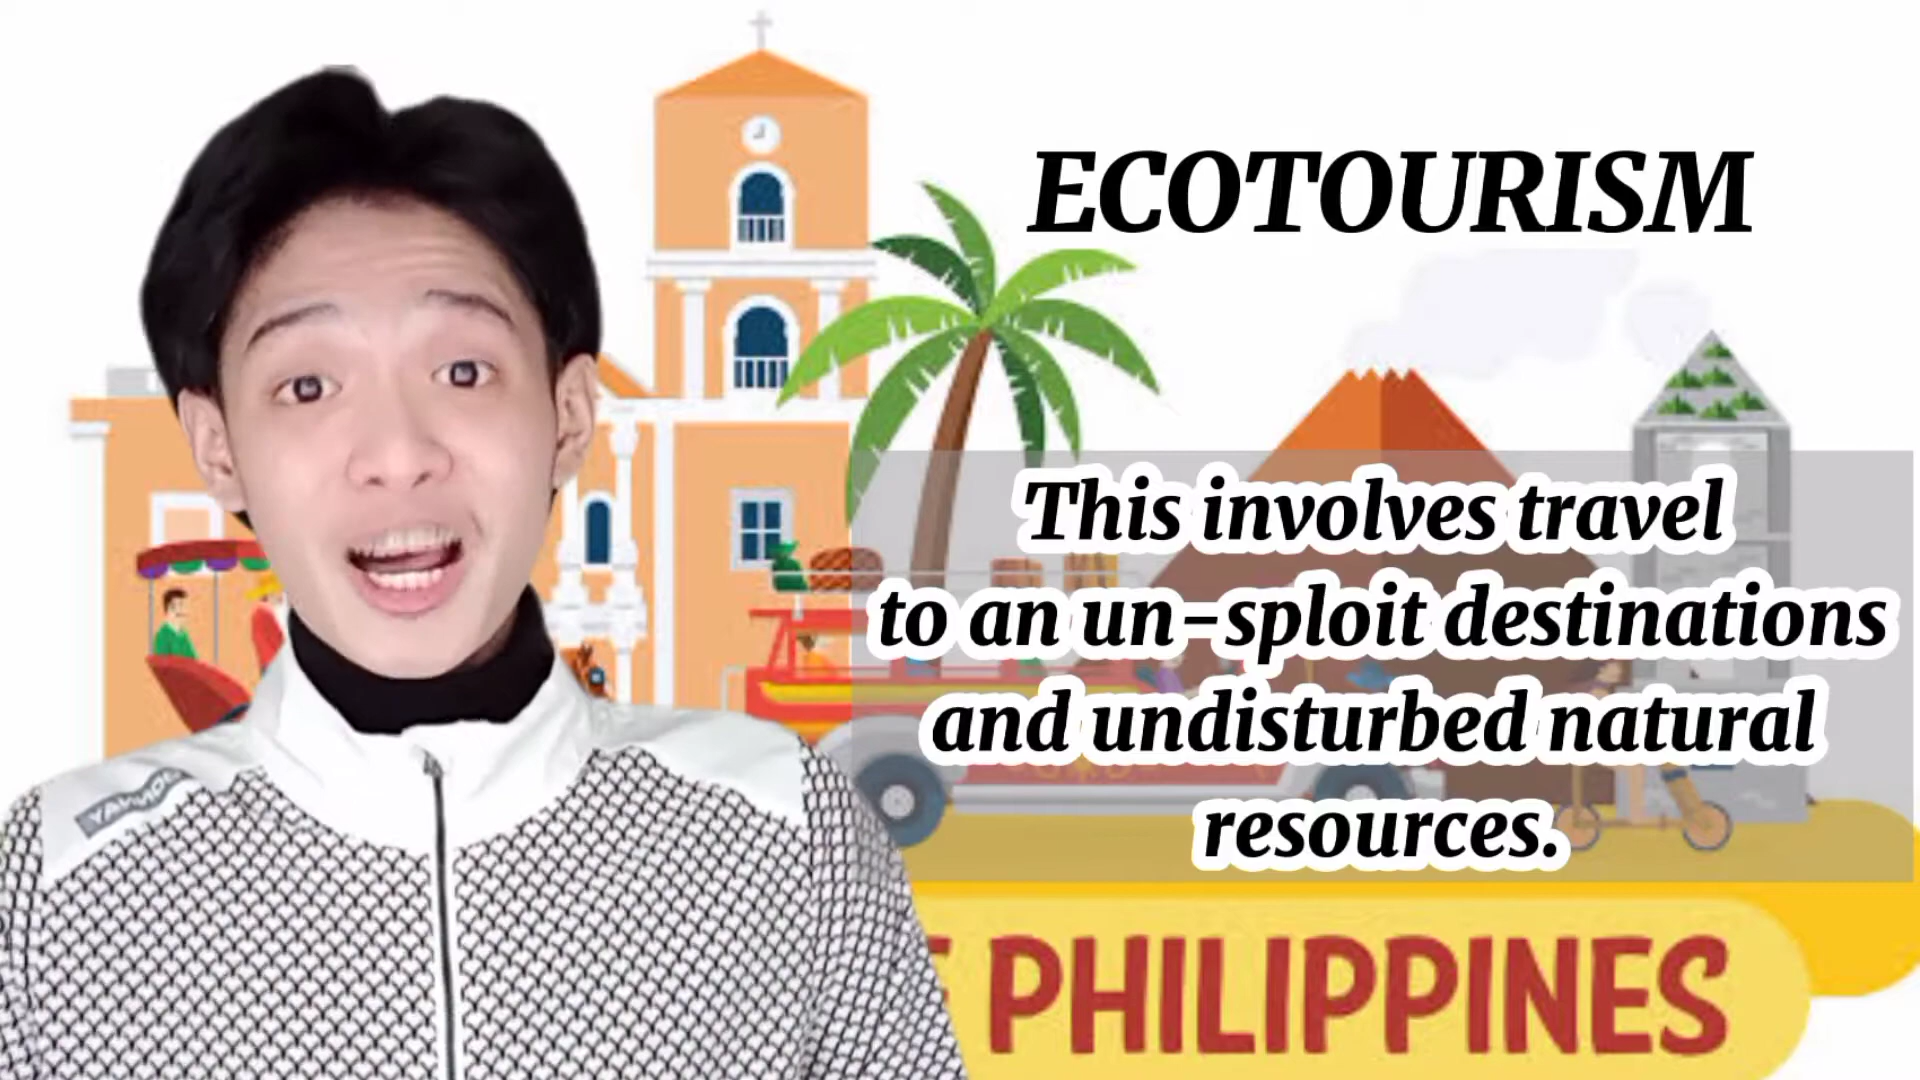 ECOTOURISM
This involves travel
to an un-sploit destinations
and undisturbed natural
resources.
PHILIPPINES